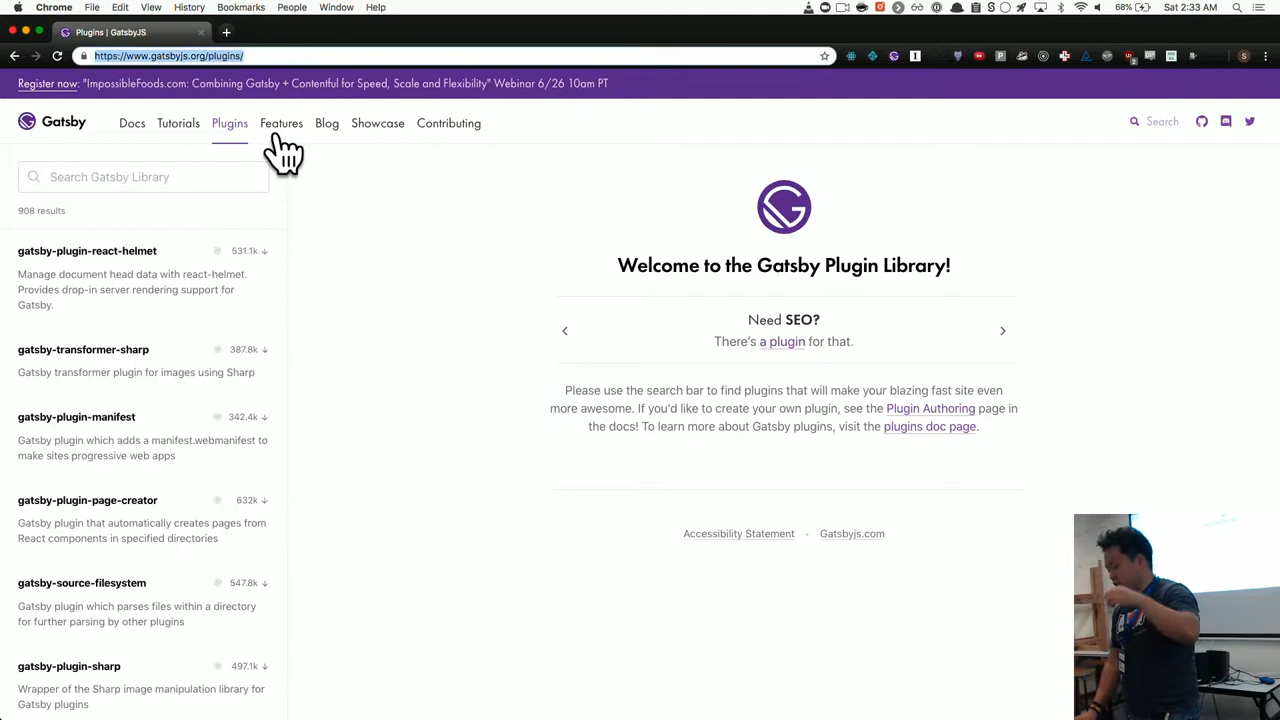 Chrome File Edit View History Bookmarks People Window Help
68% Sat 2:33 AM
Plugins | GatsbyJS
https://www.gatsbyjs.org/plugins/
S
Register now: "ImpossibleFoods.com: Combining Gatsby + Contentful for Speed, Scale and Flexibility" Webinar 6/26 10am PT
Gatsby Docs Tutorials Plugins Features Blog Showcase Contributing Search
Search Gatsby Library
908 results
gatsby-plugin-react-helmet 531.1k ↓
Manage document head data with react-helmet.
Provides drop-in server rendering support for
Gatsby.
gatsby-transformer-sharp 387.8k ↓
Gatsby transformer plugin for images using Sharp
gatsby-plugin-manifest 342.4k ↓
Gatsby plugin which adds a manifest.webmanifest to
make sites progressive web apps
gatsby-plugin-page-creator 632k ↓
Gatsby plugin that automatically creates pages from
React components in specified directories
gatsby-source-filesystem 547.8k ↓
Gatsby plugin which parses files within a directory
for further parsing by other plugins
gatsby-plugin-sharp 497.1k ↓
Wrapper of the Sharp image manipulation library for
Gatsby plugins
Welcome to the Gatsby Plugin Library!
Need SEO?
There's a plugin for that.
Please use the search bar to find plugins that will make your blazing fast site even
more awesome. If you'd like to create your own plugin, see the Plugin Authoring page in
the docs! To learn more about Gatsby plugins, visit the plugins doc page.
Accessibility Statement • Gatsbyjs.com